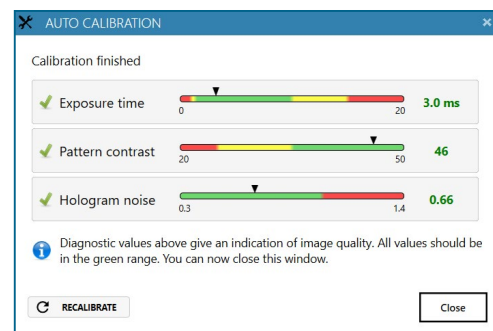 AUTO CALIBRATION
Calibration finished
Exposure time
0
20
3.0 ms
Pattern contrast
20
50
46
Hologram noise
0.3
1.4
0.66
Diagnostic values above give an indication of image quality. All values should be
in the green range. You can now close this window.
RECALIBRATE
Close